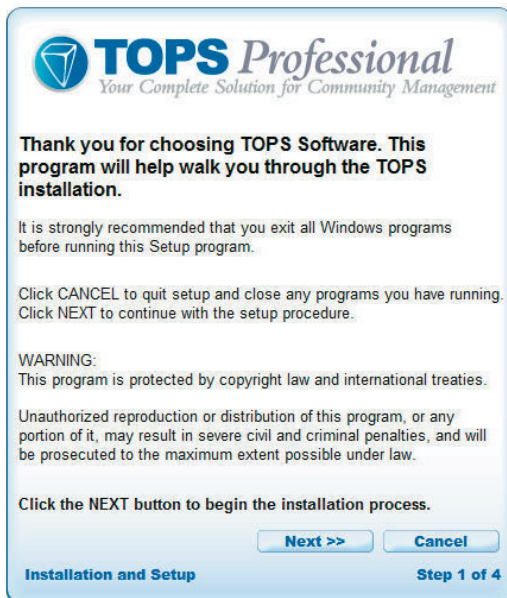 TOPS Professional
Your Complete Solution for Community Management
Thank you for choosing TOPS Software. This
program will help walk you through the TOPS
installation.
It is strongly recommended that you exit all Windows programs
before running this Setup program.
Click CANCEL to quit setup and close any programs you have running.
Click NEXT to continue with the setup procedure.
WARNING:
This program is protected by copyright law and international treaties.
Unauthorized reproduction or distribution of this program, or any
portion of it, may result in severe civil and criminal penalties, and will
be prosecuted to the maximum extent possible under law.
Click the NEXT button to begin the installation process.
Next >> Cancel
Installation and Setup Step 1 of 4